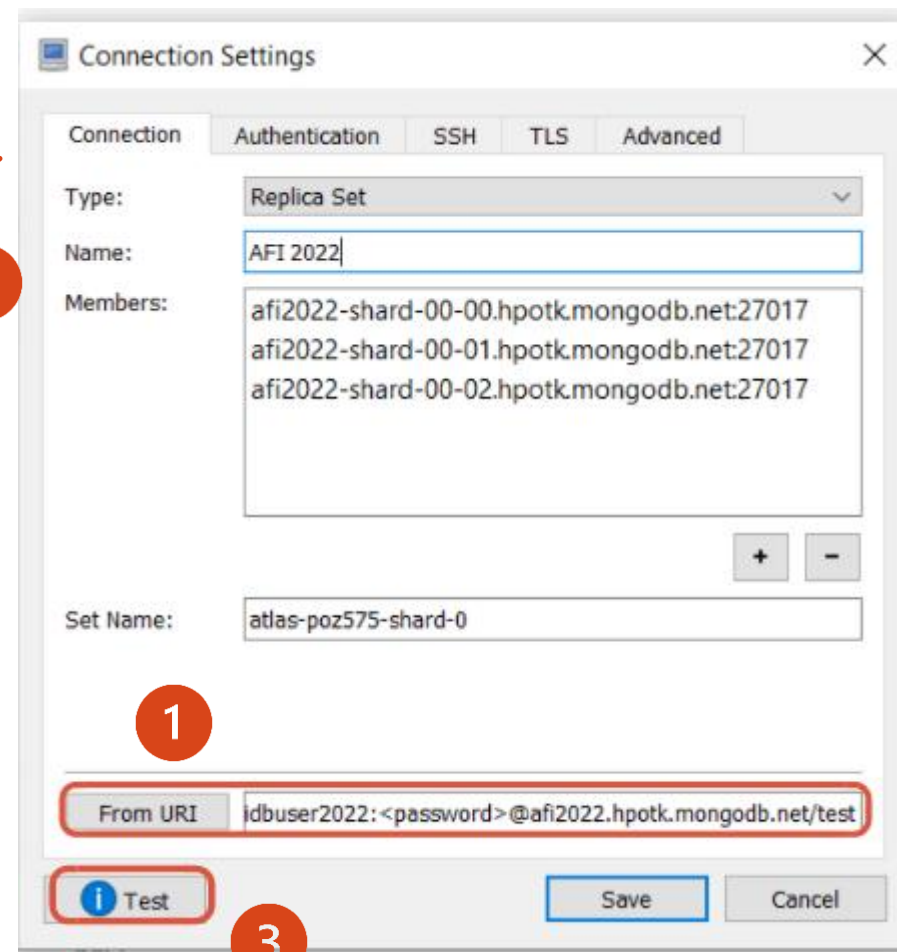 Connection Settings
Connection Authentication SSH TLS Advanced
Type: Replica Set
Name: AFI 2022
Members: afi2022-shard-00-00.hpotk.mongodb.net:27017
afi2022-shard-00-01.hpotk.mongodb.net:27017
afi2022-shard-00-02.hpotk.mongodb.net:27017
+ -
Set Name: atlas-poz575-shard-0
1
From URI idbuser2022:<password>@afi2022.hpotk.mongodb.net/test
Test Save Cancel
3